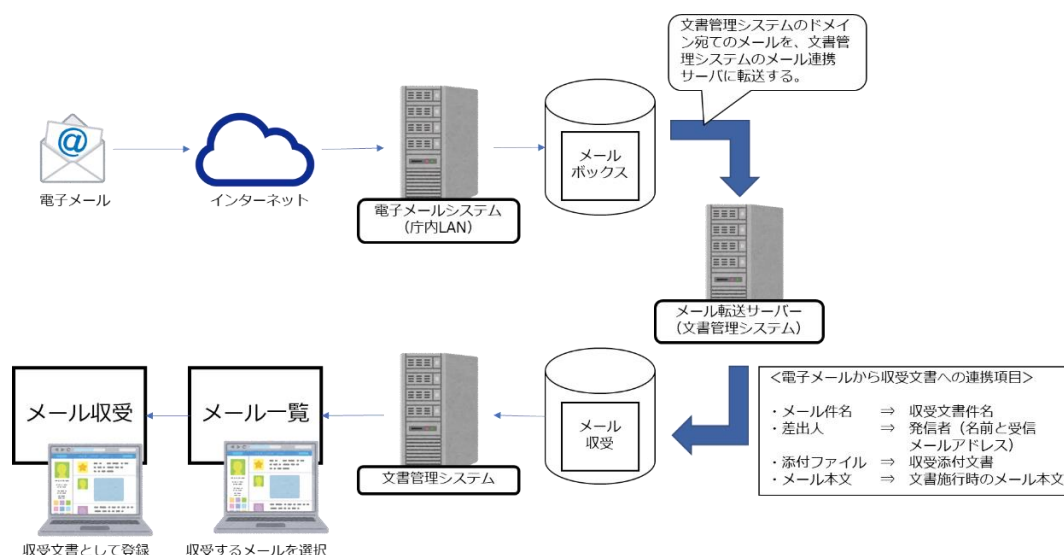 文書管理システムのドメイ
ン宛てのメールを、文書管
理システムのメール連携
サーバに転送する。
@
電子メール
インターネット
電子メールシステム
(庁内LAN)
メール
ボックス
メール転送サーバー
(文書管理システム)
<電子メールから収受文書への連携項目>
・メール件名 ⇒ 収受文書件名
・差出人 ⇒ 発信者(名前と受信
メールアドレス)
・添付ファイル ⇒ 収受添付文書
・メール本文 ⇒ 文書施行時のメール本文
メール
収受
文書管理システム
メール一覧
収受するメールを選択
メール収受
収受文書として登録